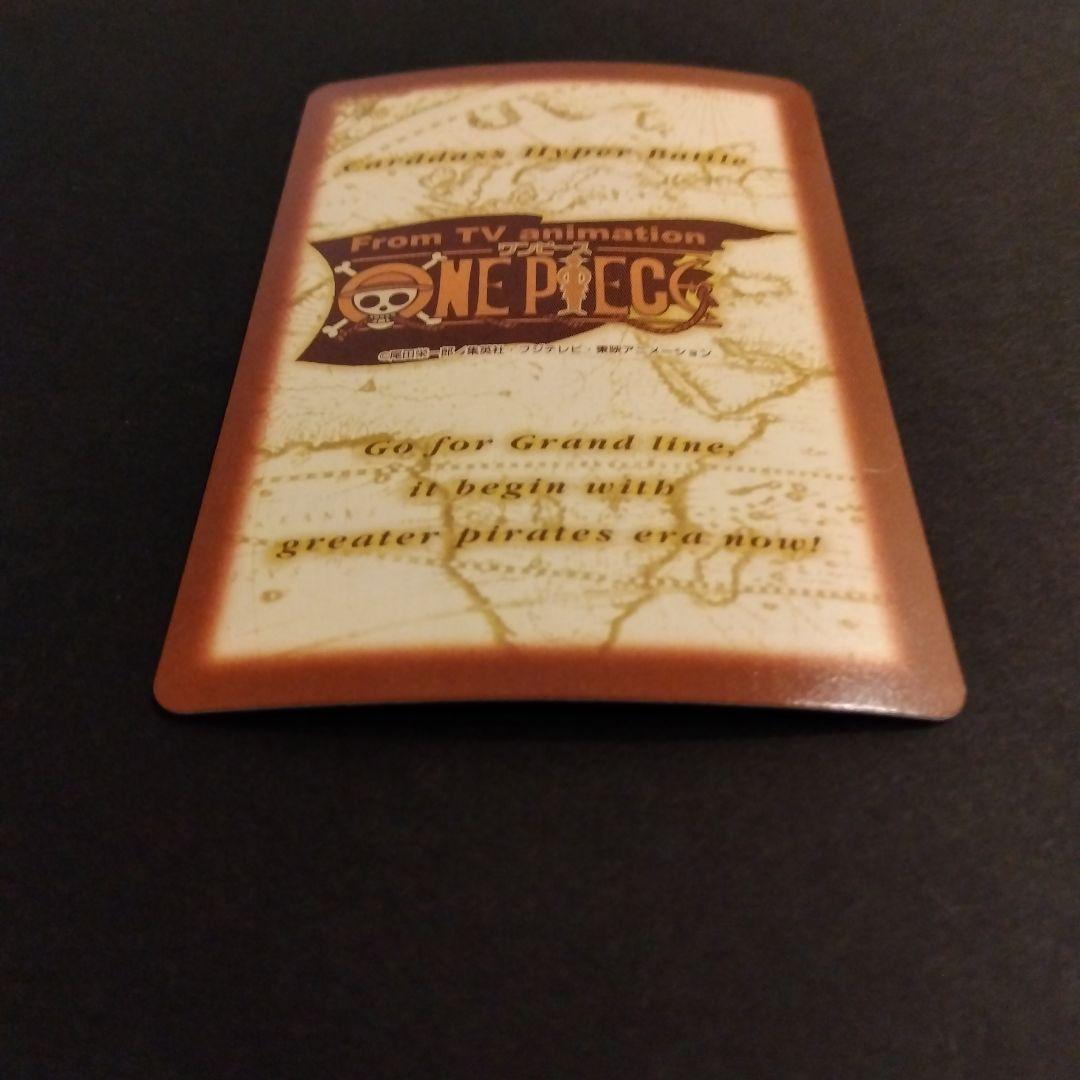 Carddass Hyper Battle
From TV animation
ワンピース
ONE PIECE
©尾田栄一郎/集英社・フジテレビ・東映アニメーション
Go for Grand line,
it begin with
greater pirates era now!